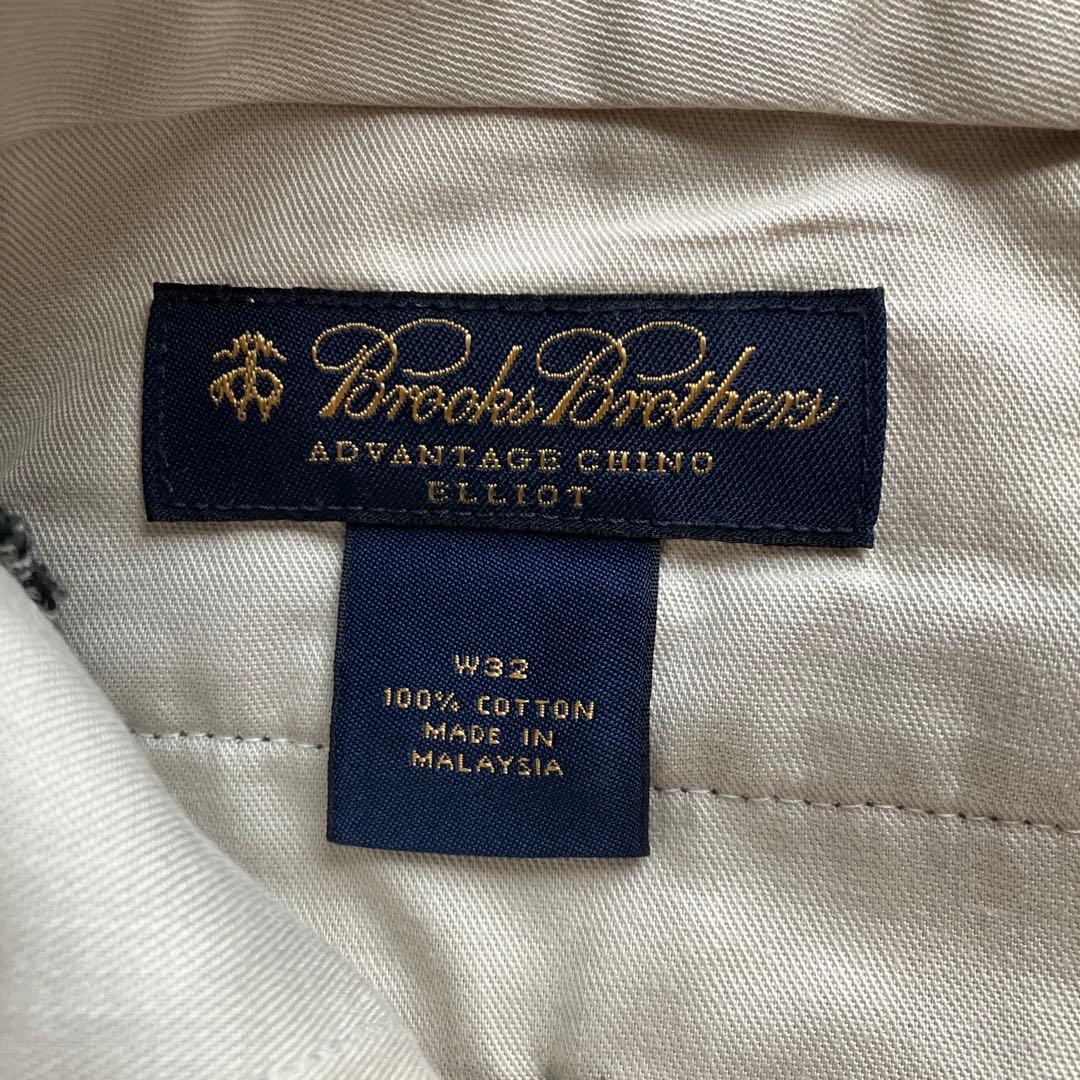 Brooks Brothers
ADVANTAGE CHINO
ELLIOT
W32
100% COTTON
MADE IN
MALAYSIA